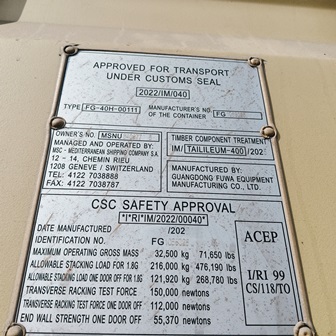 APPROVED FOR TRANSPORT
UNDER CUSTOMS SEAL
2022/IM/040
TYPE FG-40H-00111 MANUFACTURER'S NO. OF THE CONTAINER FG
OWNER'S NO. MSNU
MANAGED AND OPERATED BY:
MSC - MEDITERRANEAN SHIPPING COMPANY S.A.
12 - 14, CHEMIN RIEU
1208 GENEVE / SWITZERLAND
TEL: 4122 7038888
FAX: 4122 7038787
TIMBER COMPONENT TREATMENT
IM/ TAILILEUM-400 /202
MANUFACTURED BY:
GUANGDONG FUWA EQUIPMENT
MANUFACTURING CO., LTD.
CSC SAFETY APPROVAL
*I*RI*IM/2022/00040*
DATE MANUFACTURED /202
IDENTIFICATION NO. FG
MAXIMUM OPERATING GROSS MASS 32,500 kg 71,650 lbs
ALLOWABLE STACKING LOAD FOR 1.8G 216,000 kg 476,190 lbs
ALLOWABLE STACKING LOAD ONE DOOR OFF FOR 1.8G 121,920 kg 268,780 lbs
TRANSVERSE RACKING TEST FORCE 150,000 newtons
TRANSVERSE RACKING FORCE ONE DOOR OFF 112,000 newtons
END WALL STRENGTH ONE DOOR OFF 55,370 newtons
ACEP
I/RI 99
CS/118/TO